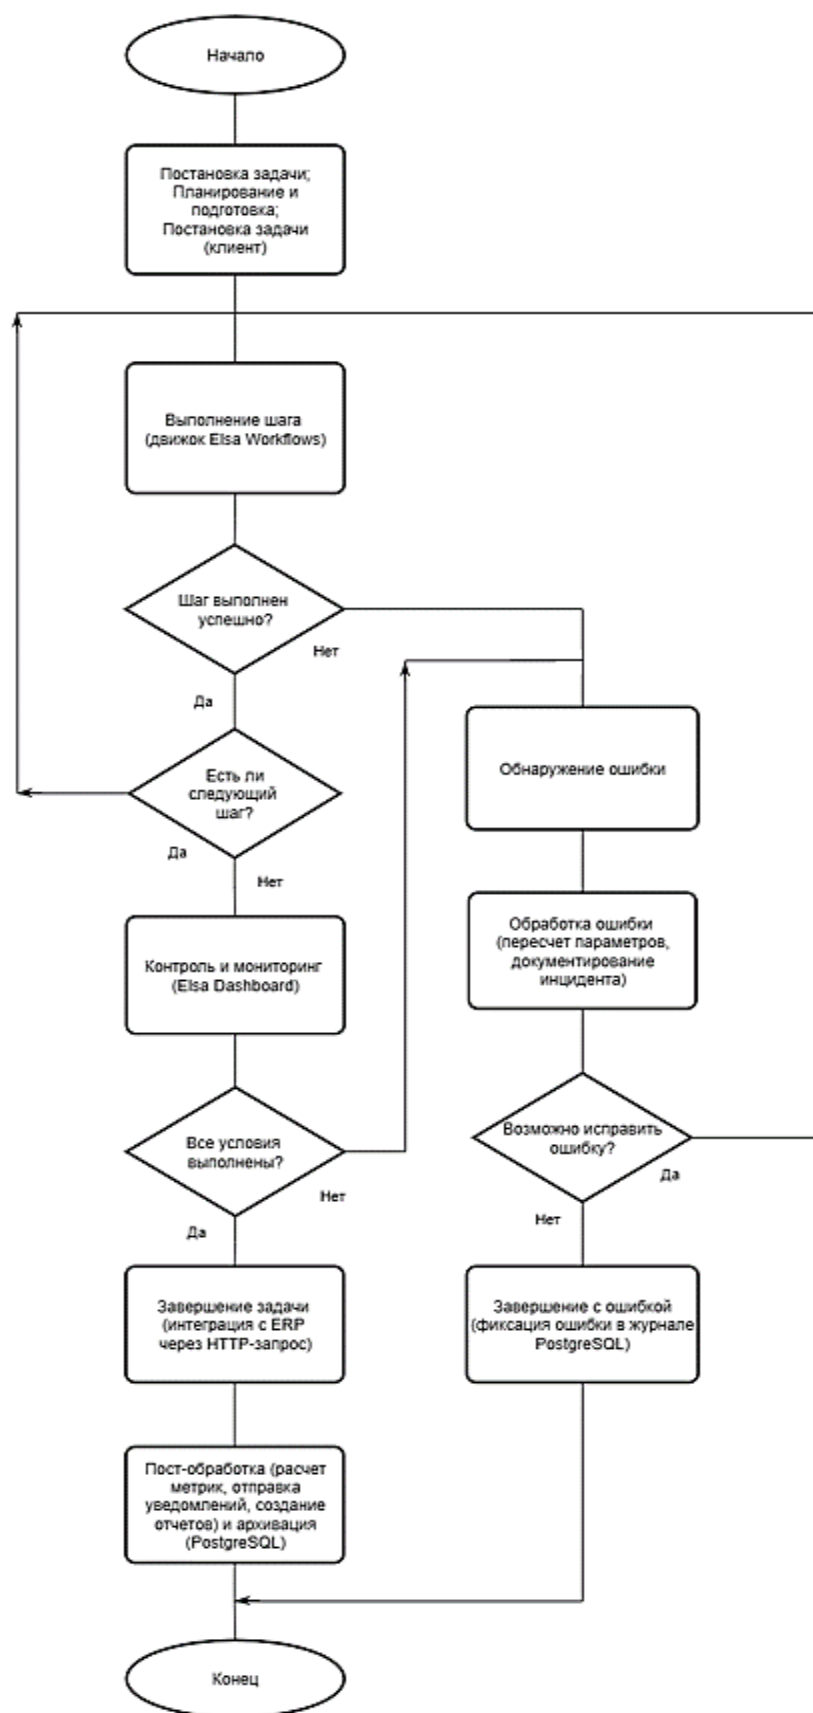 Начало
Постановка задачи;
Планирование и
подготовка;
Постановка задачи
(клиент)
Выполнение шага
(движок Elsa Workflows)
Шаг выполнен
успешно?
Нет
Да
Есть ли
следующий
шаг?
Да
Нет
Обнаружение ошибки
Обработка ошибки
(пересчет параметров,
документирование
инцидента)
Контроль и мониторинг
(Elsa Dashboard)
Все условия
выполнены?
Нет
Да
Возможно исправить
ошибку?
Да
Нет
Завершение задачи
(интеграция с ERP
через HTTP-запрос)
Завершение с ошибкой
(фиксация ошибки в журнале
PostgreSQL)
Пост-обработка (расчет
метрик, отправка
уведомлений, создание
отчетов) и архивация
(PostgreSQL)
Конец